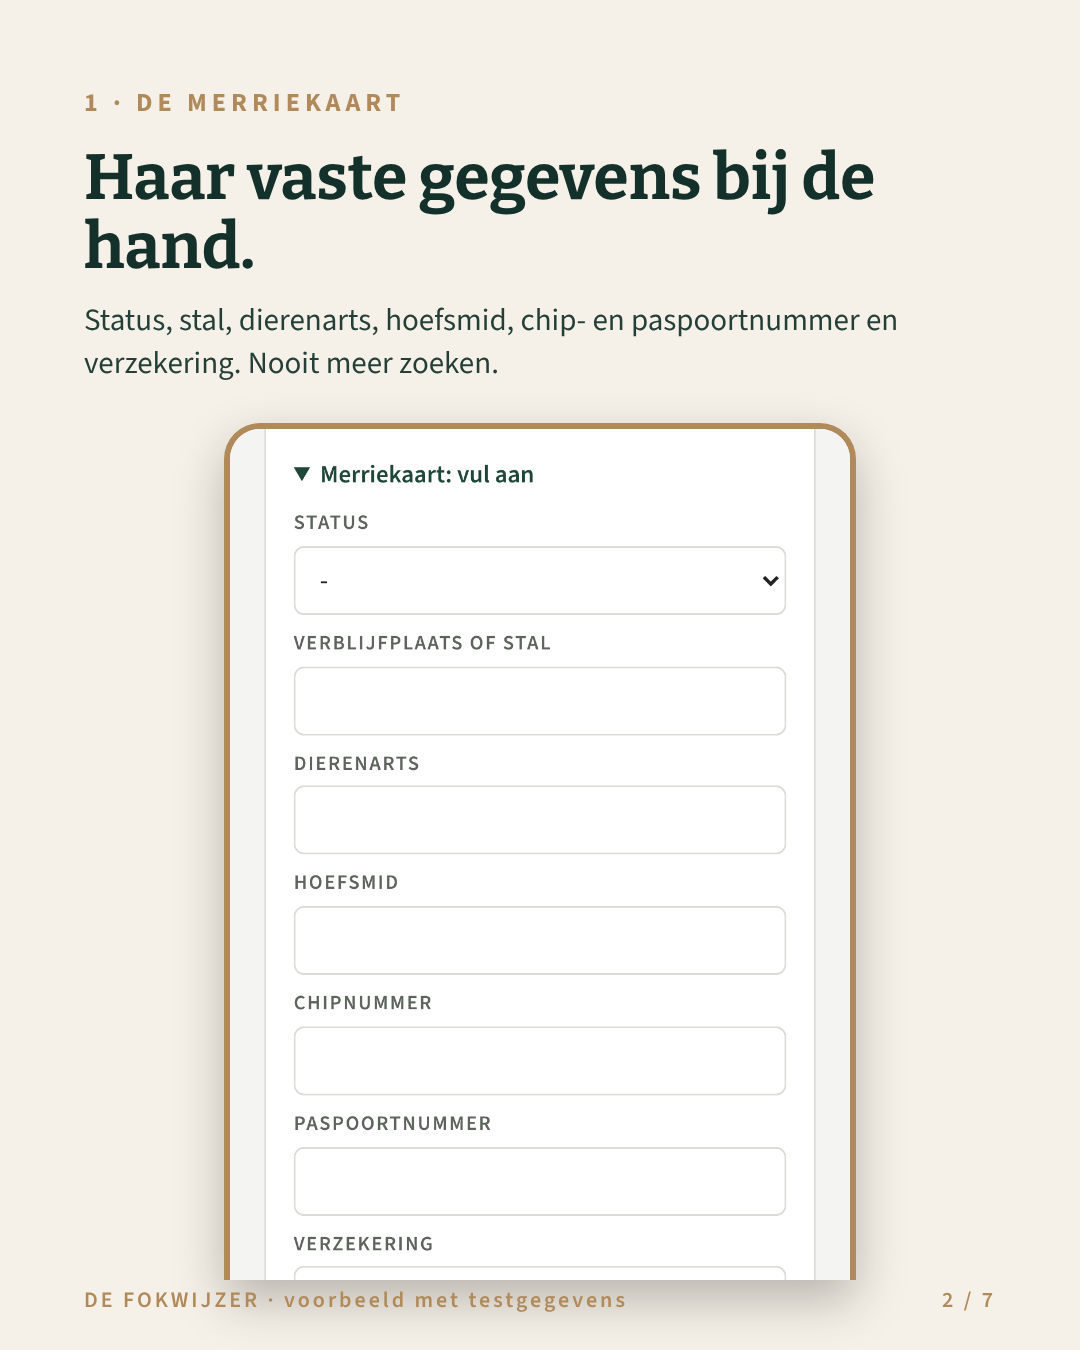 1 · DE MERRIEKAART
Haar vaste gegevens bij de
hand.
Status, stal, dierenarts, hoefsmid, chip- en paspoortnummer en
verzekering. Nooit meer zoeken.
▼ Merriekaart: vul aan
STATUS
-
VERBLIJFPLAATS OF STAL
DIERENARTS
HOEFSMID
CHIPNUMMER
PASPOORTNUMMER
VERZEKERING
DE FOKWIJZER · voorbeeld met testgegevens
2 / 7